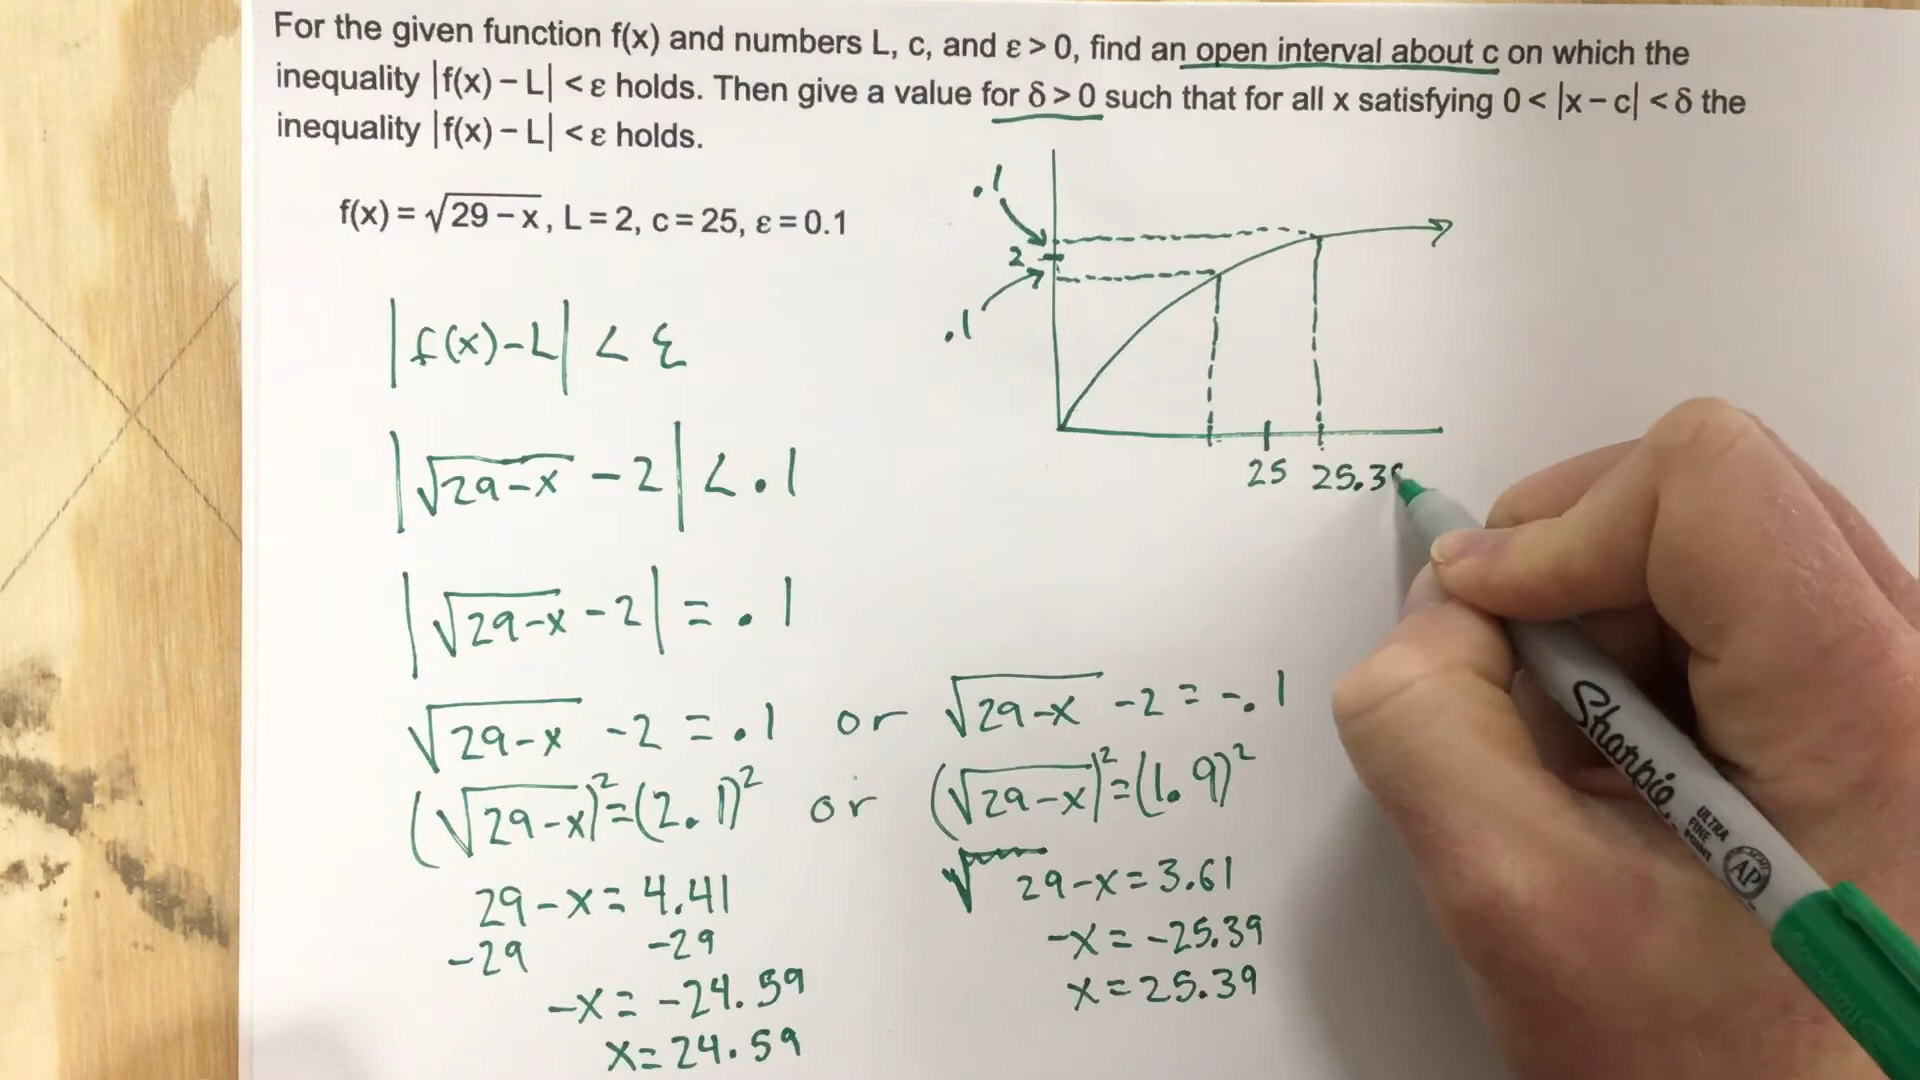 For the given function f(x) and numbers L, c, and ε > 0, find an open interval about c on which the
inequality |f(x) − L| < ε holds. Then give a value for δ > 0 such that for all x satisfying 0 < |x − c| < δ the
inequality |f(x) − L| < ε holds.
f(x) = √29 − x, L = 2, c = 25, ε = 0.1
.1
2
.1
25 25.39
|f(x)-L| < ε
|√29-x - 2| < .1
|√29-x - 2| = .1
√29-x - 2 = .1 or √29-x - 2 = -.1
(√29-x)²=(2.1)² or (√29-x)²=(1.9)²
29-x = 4.41
-29 -29
-x = -24.59
x = 24.59
29-x = 3.61
-x = -25.39
x = 25.39
Sharpie
ULTRA
FINE
POINT
AP